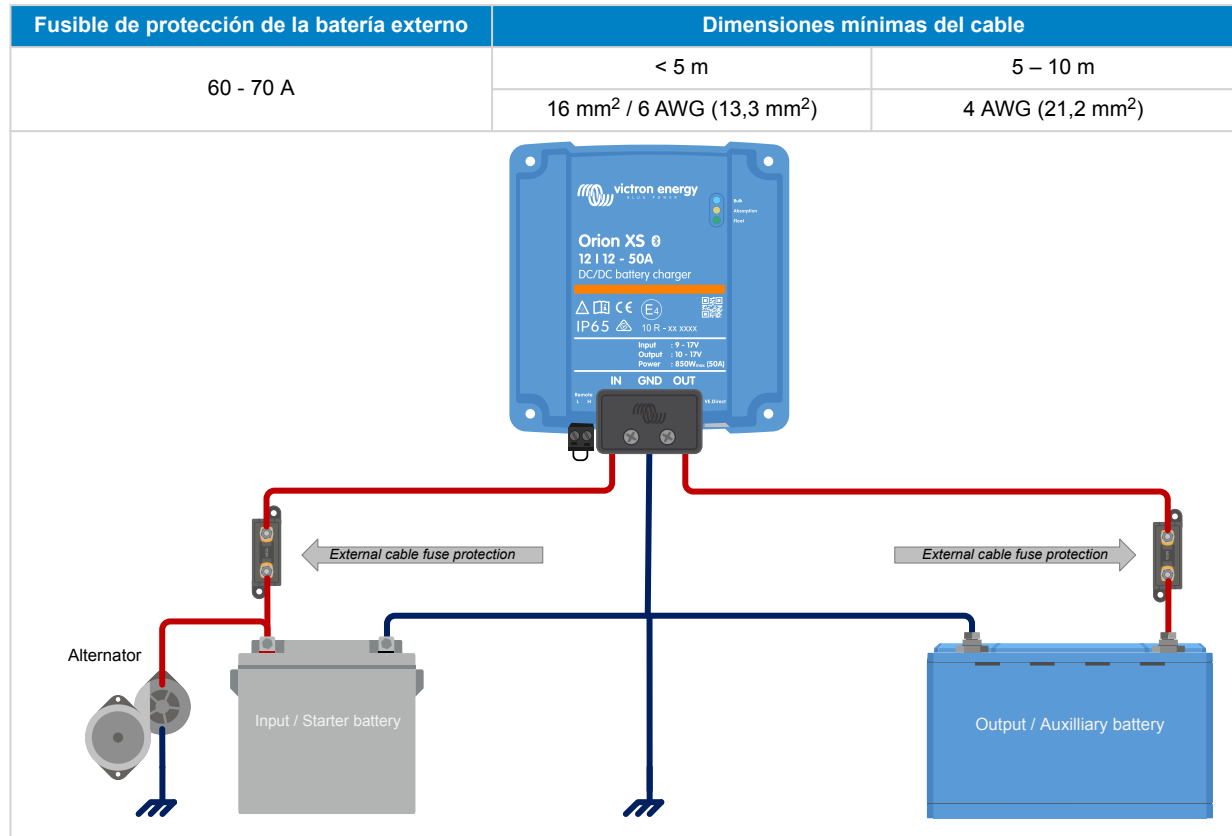 Fusible de protección de la batería externo
Dimensiones mínimas del cable
60 - 70 A
< 5 m
5 – 10 m
16 mm² / 6 AWG (13,3 mm²)
4 AWG (21,2 mm²)
victron energy
BLUE POWER
Bulk
Absorption
Float
Orion XS
12 | 12 - 50A
DC/DC battery charger
CE
E4
IP65
10 R - xx xxxx
Input : 9 - 17V
Output : 10 - 17V
Power : 850Wmax (50A)
IN GND OUT
Remote
L H
VE.Direct
External cable fuse protection
External cable fuse protection
Alternator
Input / Starter battery
Output / Auxilliary battery